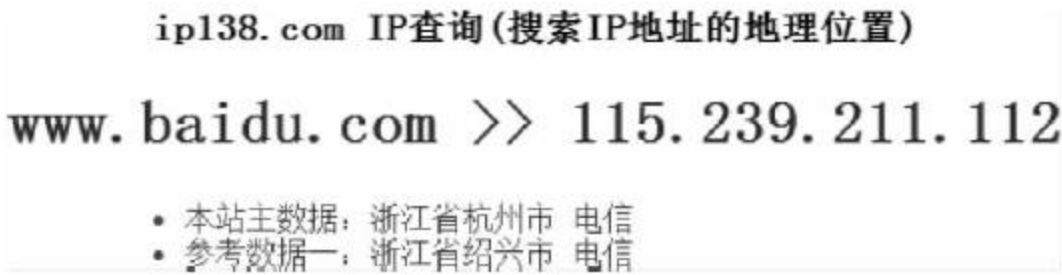 ip138.com IP查询(搜索IP地址的地理位置)
www.baidu.com >> 115.239.211.112
• 本站主数据：浙江省杭州市 电信
• 参考数据一：浙江省绍兴市 电信